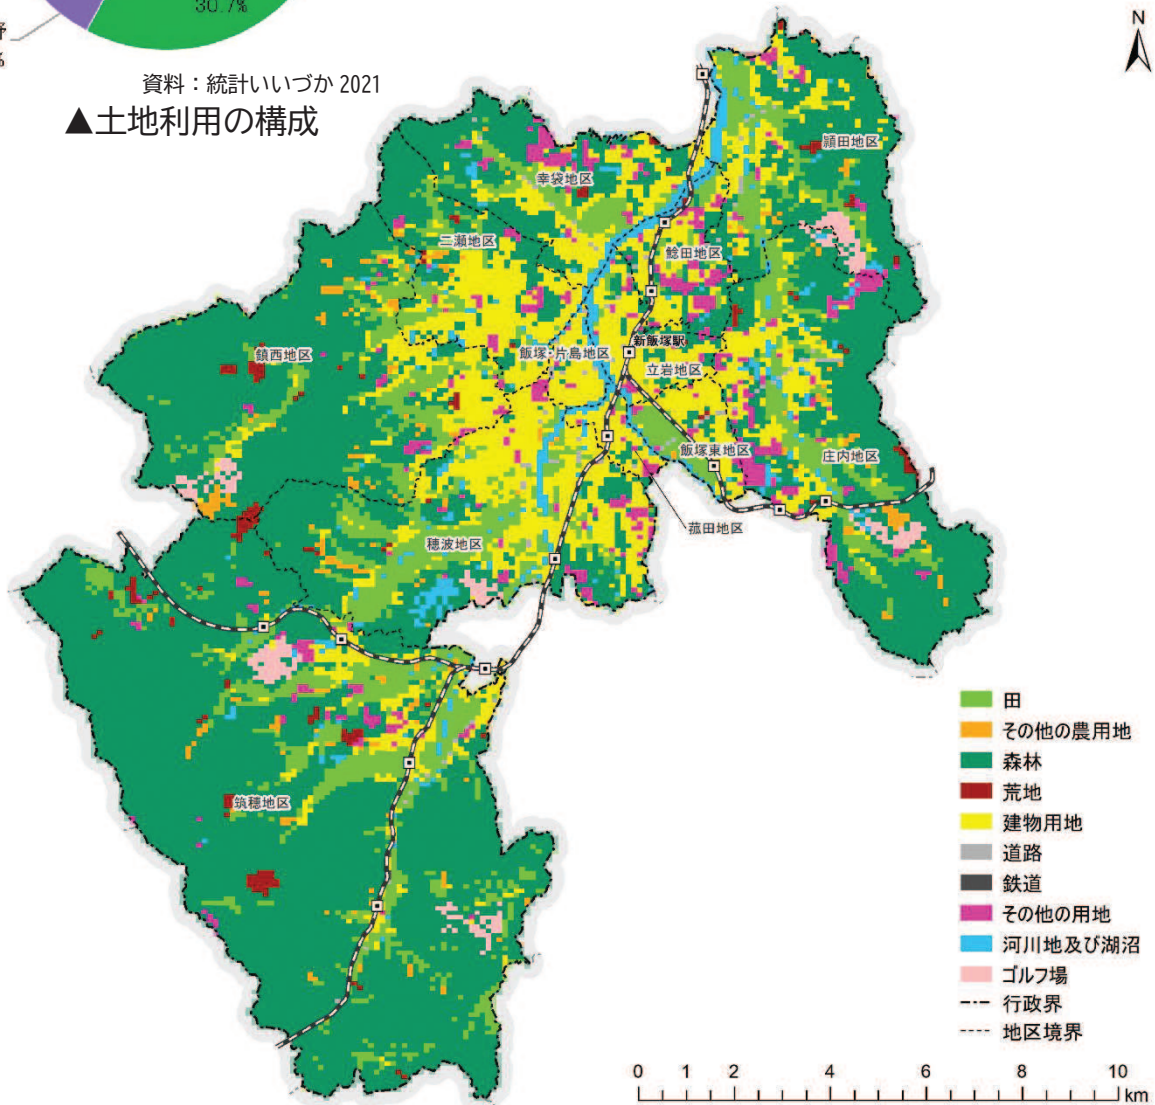 30.7%
野
%
資料：統計いいづか 2021
▲土地利用の構成
N
頴田地区
幸袋地区
二瀬地区
鯰田地区
新飯塚駅
鎮西地区
飯塚・片島地区
立岩地区
飯塚東地区
庄内地区
菰田地区
穂波地区
筑穂地区
田
その他の農用地
森林
荒地
建物用地
道路
鉄道
その他の用地
河川地及び湖沼
ゴルフ場
行政界
地区境界
0 1 2 4 6 8 10
km